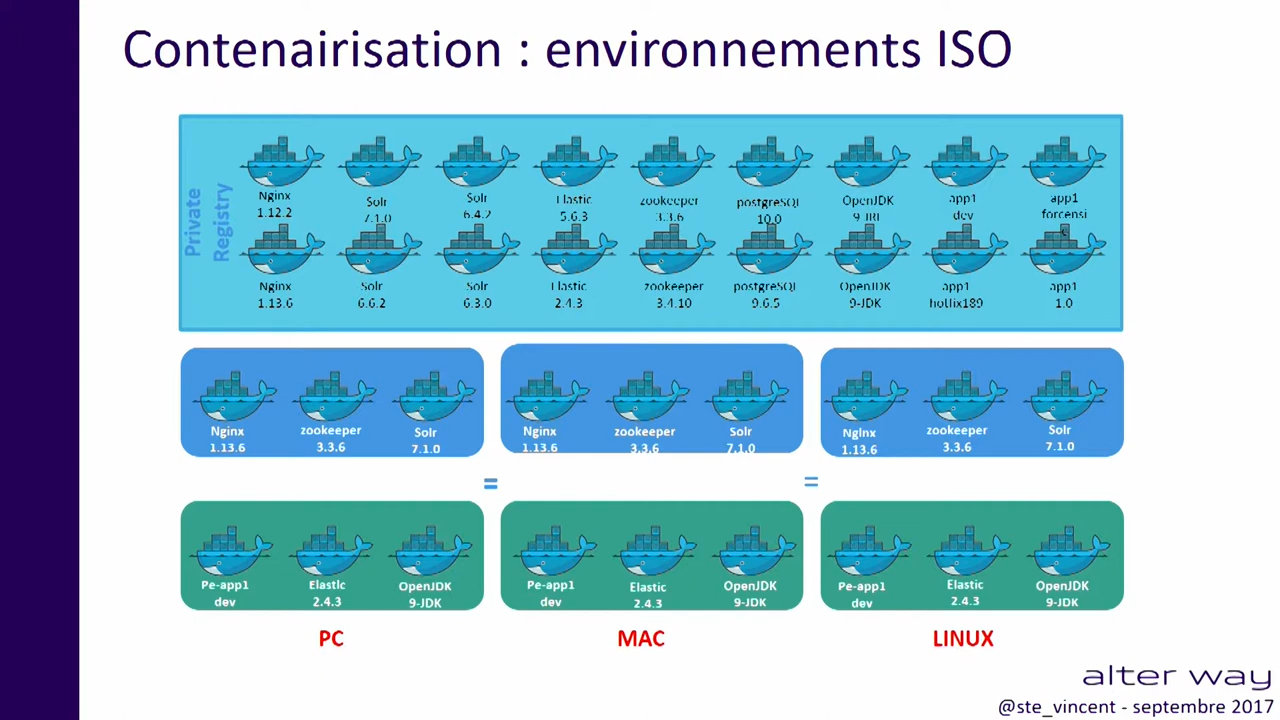 Contenairisation : environnements ISO
Private
Registry
Nginx
1.12.2
Solr
7.1.0
Solr
6.4.2
Elastic
5.6.3
zookeeper
3.3.6
postgreSQL
10.0
OpenJDK
9-JRE
app1
dev
app1
forcensi
c
Nginx
1.13.6
Solr
6.6.2
Solr
6.3.0
Elastic
2.4.3
zookeeper
3.4.10
postgreSQL
9.6.5
OpenJDK
9-JDK
app1
hotfix189
app1
1.0
Nginx
1.13.6
zookeeper
3.3.6
Solr
7.1.0
Nginx
1.13.6
zookeeper
3.3.6
Solr
7.1.0
Nginx
1.13.6
zookeeper
3.3.6
Solr
7.1.0
=
=
Pe-app1
dev
Elastic
2.4.3
OpenJDK
9-JDK
Pe-app1
dev
Elastic
2.4.3
OpenJDK
9-JDK
Pe-app1
dev
Elastic
2.4.3
OpenJDK
9-JDK
PC
MAC
LINUX
alter way
@ste_vincent - septembre 2017